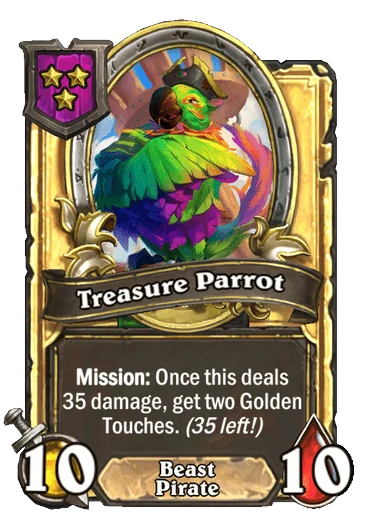 Treasure Parrot
Mission: Once this deals
35 damage, get two Golden
Touches. (35 left!)
10
Beast
Pirate
10